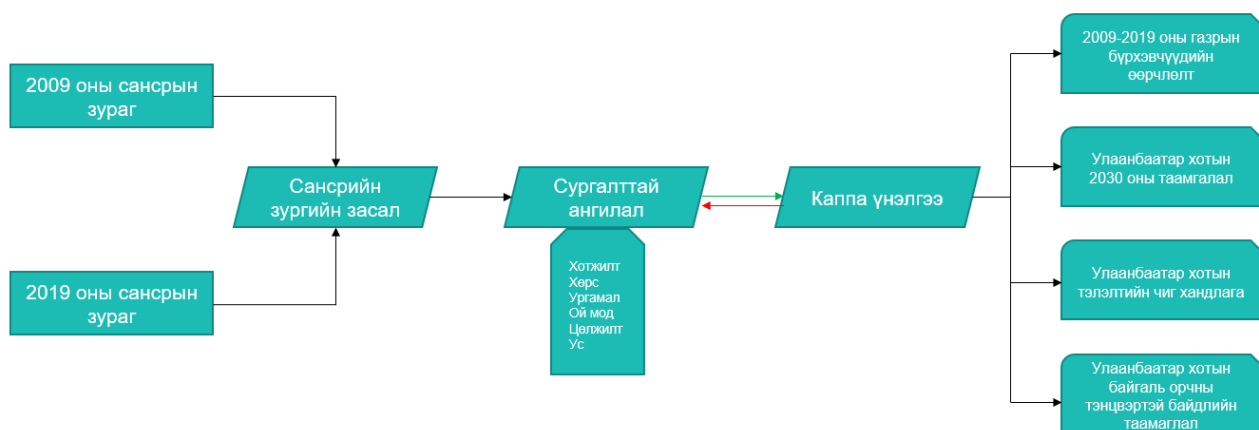 2009 оны сансрын
зураг
2019 оны сансрын
зураг
Сансрийн
зургийн засал
Сургалттай
ангилал
Хотжилт
Хөрс
Ургамал
Ой мод
Цөлжилт
Ус
Каппа үнэлгээ
2009-2019 оны газрын
бүрхэвчүүдийн
өөрчлөлт
Улаанбаатар хотын
2030 оны таамгалал
Улаанбаатар хотын
тэлэлтийн чиг хандлага
Улаанбаатар хотын
байгаль орчны
тэнцвэртэй байдлийн
таамаглал